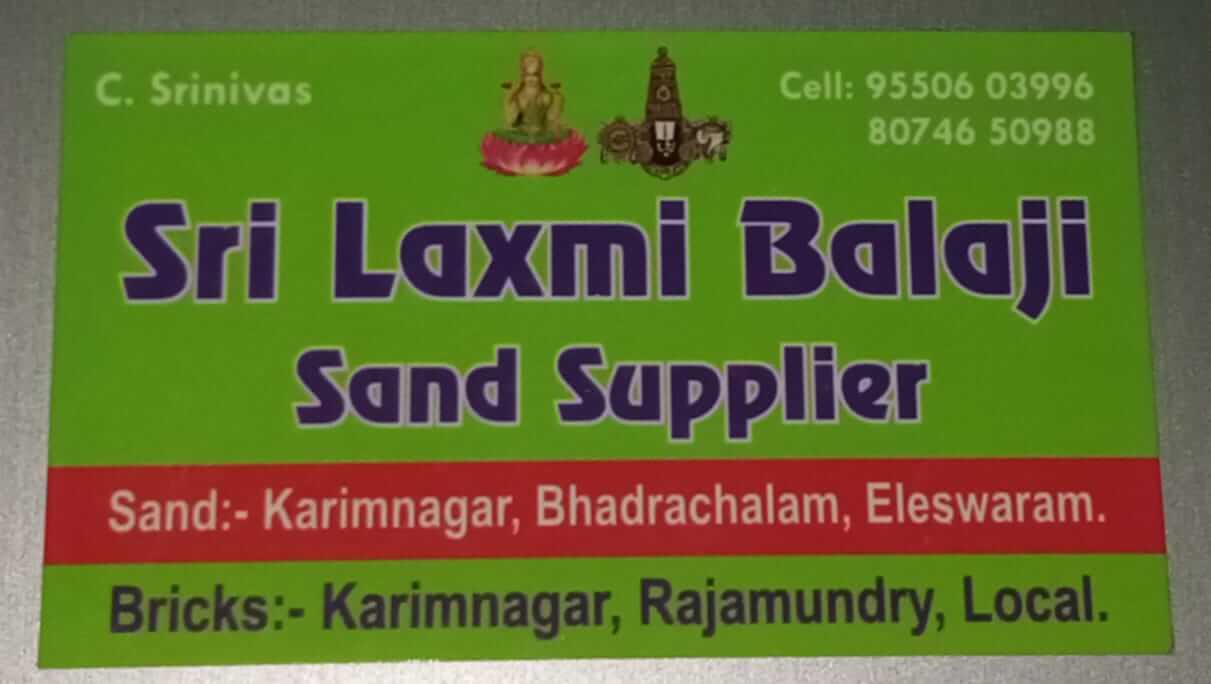 C. Srinivas
Cell: 95506 03996
80746 50988
Sri Laxmi Balaji
Sand Supplier
Sand:- Karimnagar, Bhadrachalam, Eleswaram.
Bricks:- Karimnagar, Rajamundry, Local.